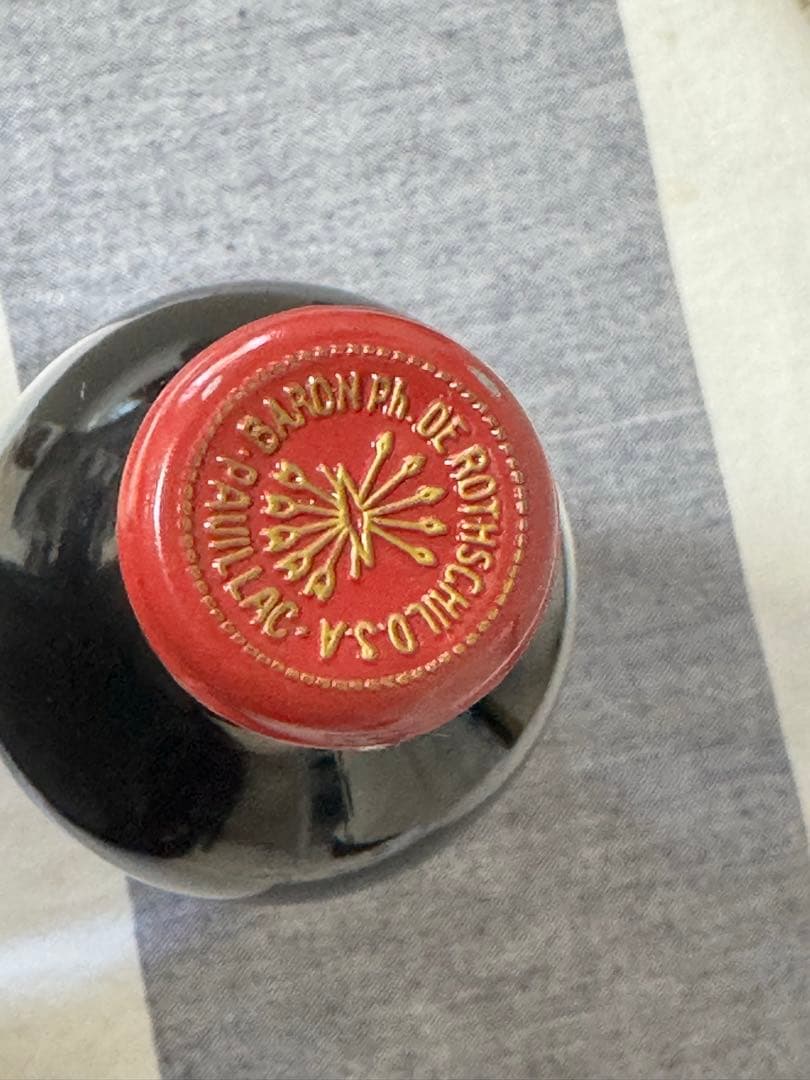 BARON Ph. DE ROTHSCHILD.S.A
· PAUILLAC ·